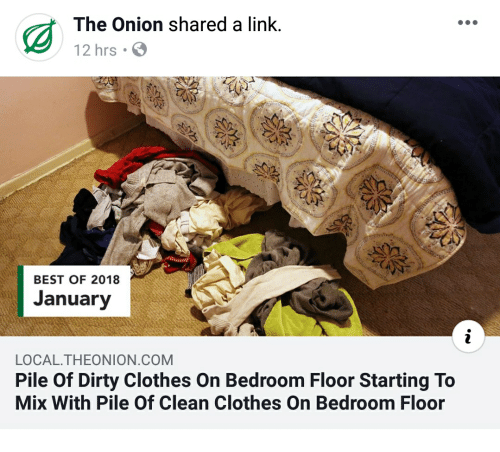 The Onion shared a link.
12 hrs ·
BEST OF 2018
January
i
LOCAL.THEONION.COM
Pile Of Dirty Clothes On Bedroom Floor Starting To
Mix With Pile Of Clean Clothes On Bedroom Floor